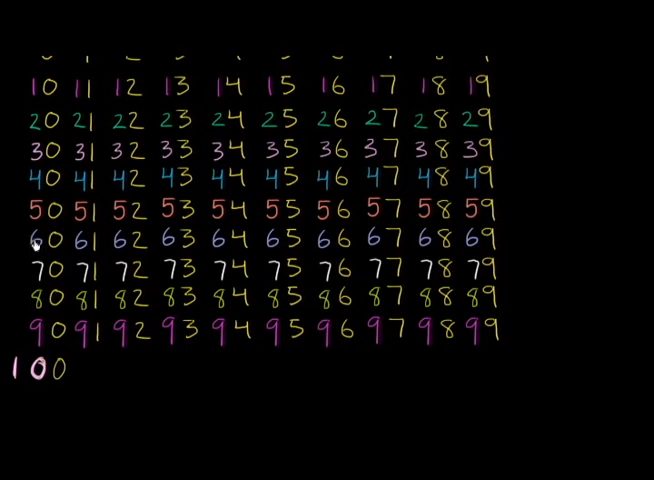 10 11 12 13 14 15 16 17 18 19
20 21 22 23 24 25 26 27 28 29
30 31 32 33 34 35 36 37 38 39
40 41 42 43 44 45 46 47 48 49
50 51 52 53 54 55 56 57 58 59
60 61 62 63 64 65 66 67 68 69
70 71 72 73 74 75 76 77 78 79
80 81 82 83 84 85 86 87 88 89
90 91 92 93 94 95 96 97 98 99
100